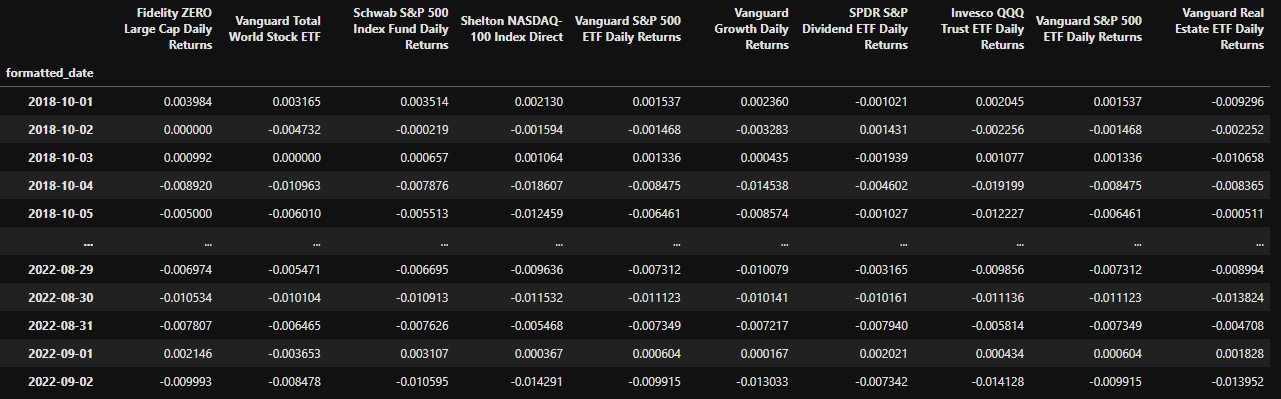 Fidelity ZERO Large Cap Daily Returns Vanguard Total World Stock ETF Schwab S&P 500 Index Fund Daily Returns Shelton NASDAQ-100 Index Direct Vanguard S&P 500 ETF Daily Returns Vanguard Growth Daily Returns SPDR S&P Dividend ETF Daily Returns Invesco QQQ Trust ETF Daily Returns Vanguard S&P 500 ETF Daily Returns Vanguard Real Estate ETF Daily Returns
formatted_date
2018-10-01 0.003984 0.003165 0.003514 0.002130 0.001537 0.002360 -0.001021 0.002045 0.001537 -0.009296
2018-10-02 0.000000 -0.004732 -0.000219 -0.001594 -0.001468 -0.003283 0.001431 -0.002256 -0.001468 -0.002252
2018-10-03 0.000992 0.000000 0.000657 0.001064 0.001336 0.000435 -0.001939 0.001077 0.001336 -0.010658
2018-10-04 -0.008920 -0.010963 -0.007876 -0.018607 -0.008475 -0.014538 -0.004602 -0.019199 -0.008475 -0.008365
2018-10-05 -0.005000 -0.006010 -0.005513 -0.012459 -0.006461 -0.008574 -0.001027 -0.012227 -0.006461 -0.000511
... ... ... ... ... ... ... ... ... ... ...
2022-08-29 -0.006974 -0.005471 -0.006695 -0.009636 -0.007312 -0.010079 -0.003165 -0.009856 -0.007312 -0.008994
2022-08-30 -0.010534 -0.010104 -0.010913 -0.011532 -0.011123 -0.010141 -0.010161 -0.011136 -0.011123 -0.013824
2022-08-31 -0.007807 -0.006465 -0.007626 -0.005468 -0.007349 -0.007217 -0.007940 -0.005814 -0.007349 -0.004708
2022-09-01 0.002146 -0.003653 0.003107 0.000367 0.000604 0.000167 0.002021 0.000434 0.000604 0.001828
2022-09-02 -0.009993 -0.008478 -0.010595 -0.014291 -0.009915 -0.013033 -0.007342 -0.014128 -0.009915 -0.013952